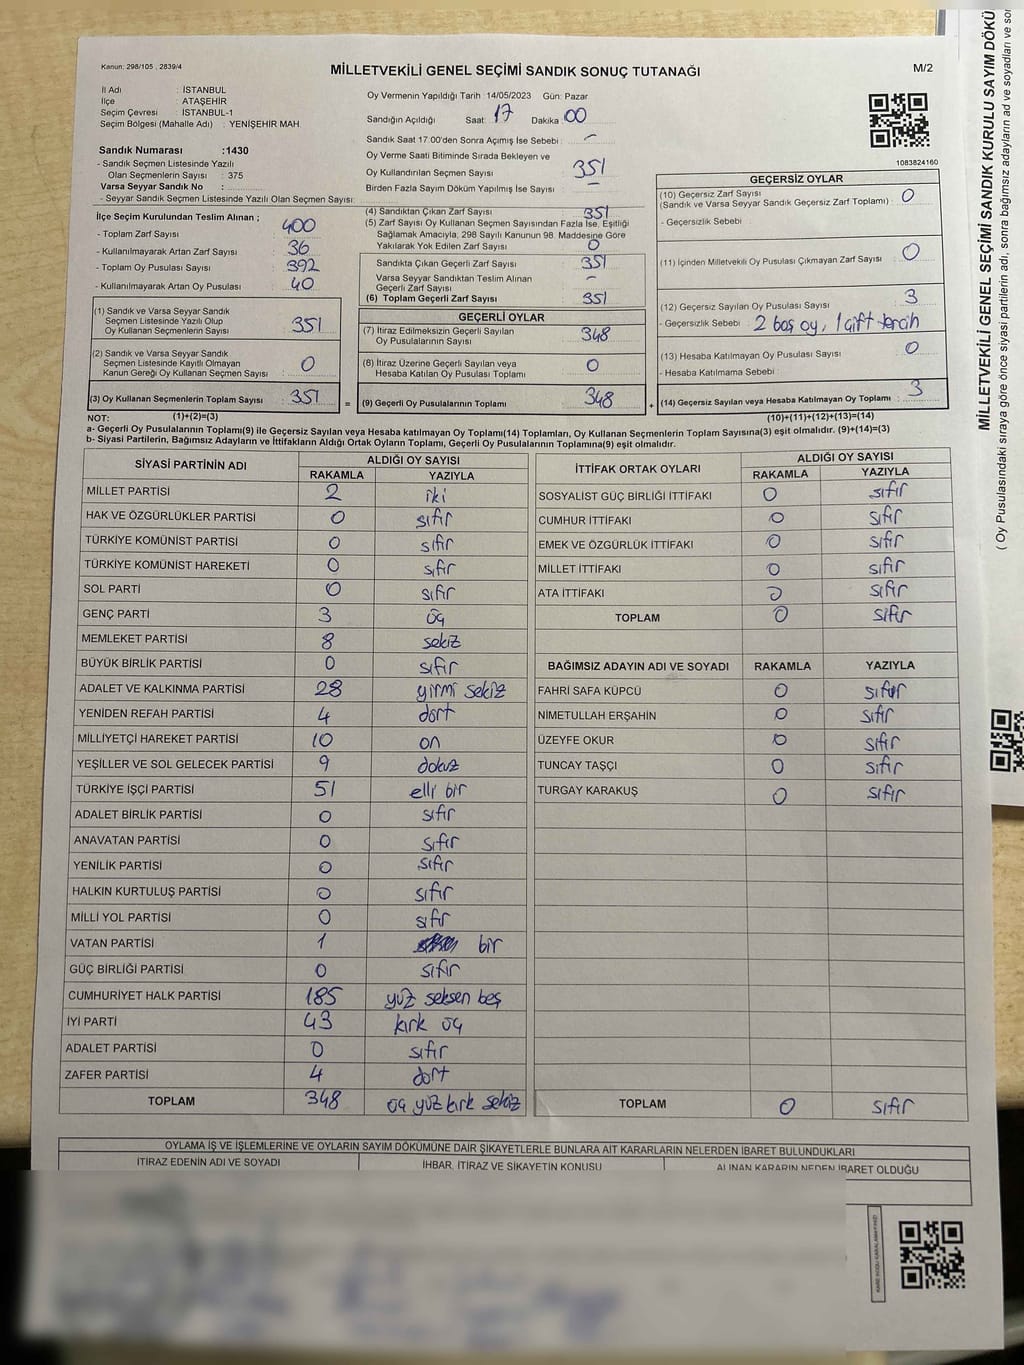 Kanun: 298/105 , 2839/4
MİLLETVEKİLİ GENEL SEÇİMİ SANDIK SONUÇ TUTANAĞI
M/2
İl Adı : İSTANBUL
İlçe : ATAŞEHİR
Seçim Çevresi : İSTANBUL-1
Seçim Bölgesi (Mahalle Adı) : YENİŞEHİR MAH
Sandık Numarası :1430
- Sandık Seçmen Listesinde Yazılı
Olan Seçmenlerin Sayısı : 375
Varsa Seyyar Sandık No :
- Seyyar Sandık Seçmen Listesinde Yazılı Olan Seçmen Sayısı:
Oy Vermenin Yapıldığı Tarih :14/05/2023 Gün: Pazar
Sandığın Açıldığı Saat: 17 Dakika: 00
Sandık Saat 17:00'den Sonra Açımış İse Sebebi : -
Oy Verme Saati Bitiminde Sırada Bekleyen ve
Oy Kullandırılan Seçmen Sayısı 351
Birden Fazla Sayım Döküm Yapılmış İse Sayısı -
1083824160
İlçe Seçim Kurulundan Teslim Alınan ;
- Toplam Zarf Sayısı : 400
- Kullanılmayarak Artan Zarf Sayısı : 36
- Toplam Oy Pusulası Sayısı : 392
- Kullanılmayarak Artan Oy Pusulası : 40
(1) Sandık ve Varsa Seyyar Sandık
Seçmen Listesinde Yazılı Olup
Oy Kullanan Seçmenlerin Sayısı 351
(2) Sandık ve Varsa Seyyar Sandık
Seçmen Listesinde Kayıtlı Olmayan
Kanun Gereği Oy Kullanan Seçmen Sayısı 0
(3) Oy Kullanan Seçmenlerin Toplam Sayısı 351
(4) Sandıktan Çıkan Zarf Sayısı 351
(5) Zarf Sayısı Oy Kullanan Seçmen Sayısından Fazla İse, Eşitliği
Sağlamak Amacıyla, 298 Sayılı Kanunun 98. Maddesine Göre
Yakılarak Yok Edilen Zarf Sayısı 0
Sandıkta Çıkan Geçerli Zarf Sayısı 351
Varsa Seyyar Sandıktan Teslim Alınan
Geçerli Zarf Sayısı -
(6) Toplam Geçerli Zarf Sayısı 351
GEÇERLİ OYLAR
(7) İtiraz Edilmeksizin Geçerli Sayılan
Oy Pusulalarının Sayısı 348
(8) İtiraz Üzerine Geçerli Sayılan veya
Hesaba Katılan Oy Pusulası Toplamı 0
= (9) Geçerli Oy Pusulalarının Toplamı 348
GEÇERSİZ OYLAR
(10) Geçersiz Zarf Sayısı
(Sandık ve Varsa Seyyar Sandık Geçersiz Zarf Toplamı) : 0
- Geçersizlik Sebebi :
(11) İçinden Milletvekili Oy Pusulası Çıkmayan Zarf Sayısı 0
(12) Geçersiz Sayılan Oy Pusulası Sayısı 3
- Geçersizlik Sebebi : 2 boş oy, 1 çift tercih
(13) Hesaba Katılmayan Oy Pusulası Sayısı 0
- Hesaba Katılmama Sebebi :
+ (14) Geçersiz Sayılan veya Hesaba Katılmayan Oy Toplamı : 3
NOT: (1)+(2)=(3) (10)+(11)+(12)+(13)=(14)
a- Geçerli Oy Pusulaları Toplamı(9) ile Geçersiz Sayılan veya Hesaba katılmayan Oy Toplamı(14) Toplamları, Oy Kullanan Seçmenlerin Toplam Sayısına(3) eşit olmalıdır. (9)+(14)=(3)
b- Siyasi Partilerin, Bağımsız Adayların ve İttifakların Aldığı Ortak Oyların Toplamı, Geçerli Oy Pusulalarının Toplamına(9) eşit olmalıdır.
SİYASİ PARTİNİN ADI ALDIĞI OY SAYISI
RAKAMLA YAZIYLA
MİLLET PARTİSİ 2 iki
HAK VE ÖZGÜRLÜKLER PARTİSİ 0 sıfır
TÜRKİYE KOMÜNİST PARTİSİ 0 sıfır
TÜRKİYE KOMÜNİST HAREKETİ 0 sıfır
SOL PARTİ 0 sıfır
GENÇ PARTİ 3 üç
MEMLEKET PARTİSİ 8 sekiz
BÜYÜK BİRLİK PARTİSİ 0 sıfır
ADALET VE KALKINMA PARTİSİ 28 yirmi sekiz
YENİDEN REFAH PARTİSİ 4 dört
MİLLİYETÇİ HAREKET PARTİSİ 10 on
YEŞİLLER VE SOL GELECEK PARTİSİ 9 dokuz
TÜRKİYE İŞÇİ PARTİSİ 51 elli bir
ADALET BİRLİK PARTİSİ 0 sıfır
ANAVATAN PARTİSİ 0 sıfır
YENİLİK PARTİSİ 0 sıfır
HALKIN KURTULUŞ PARTİSİ 0 sıfır
MİLLİ YOL PARTİSİ 0 sıfır
VATAN PARTİSİ 1 bir
GÜÇ BİRLİĞİ PARTİSİ 0 sıfır
CUMHURİYET HALK PARTİSİ 185 yüz seksen beş
İYİ PARTİ 43 kırk üç
ADALET PARTİSİ 0 sıfır
ZAFER PARTİSİ 4 dört
TOPLAM 348 üç yüz kırk sekiz
İTTİFAK ORTAK OYLARI ALDIĞI OY SAYISI
RAKAMLA YAZIYLA
SOSYALİST GÜÇ BİRLİĞİ İTTİFAKI 0 sıfır
CUMHUR İTTİFAKI 0 sıfır
EMEK VE ÖZGÜRLÜK İTTİFAKI 0 sıfır
MİLLET İTTİFAKI 0 sıfır
ATA İTTİFAKI 0 sıfır
TOPLAM 0 sıfır
BAĞIMSIZ ADAYIN ADI VE SOYADI RAKAMLA YAZIYLA
FAHRİ SAFA KÜPCÜ 0 sıfır
NİMETULLAH ERŞAHİN 0 sıfır
ÜZEYFE OKUR 0 sıfır
TUNCAY TAŞÇI 0 sıfır
TURGAY KARAKUŞ 0 sıfır
TOPLAM 0 sıfır
OYLAMA İŞ VE İŞLEMLERİNE VE OYLARIN SAYIM DÖKÜMÜNE DAİR ŞİKAYETLERLE BUNLARA AİT KARARLARIN NELERDEN İBARET BULUNDUKLARI
İTİRAZ EDENİN ADI VE SOYADI İHBAR, İTİRAZ VE ŞİKAYETİN KONUSU ALINAN KARARIN NEDEN İBARET OLDUĞU
MİLLETVEKİLİ GENEL SEÇİMİ SANDIK KURULU SAYIM DÖKÜ
( Oy Pusulasındaki sıraya göre önce siyasi partilerin adı, sonra bağımsız adayların ad ve soyadları ve so